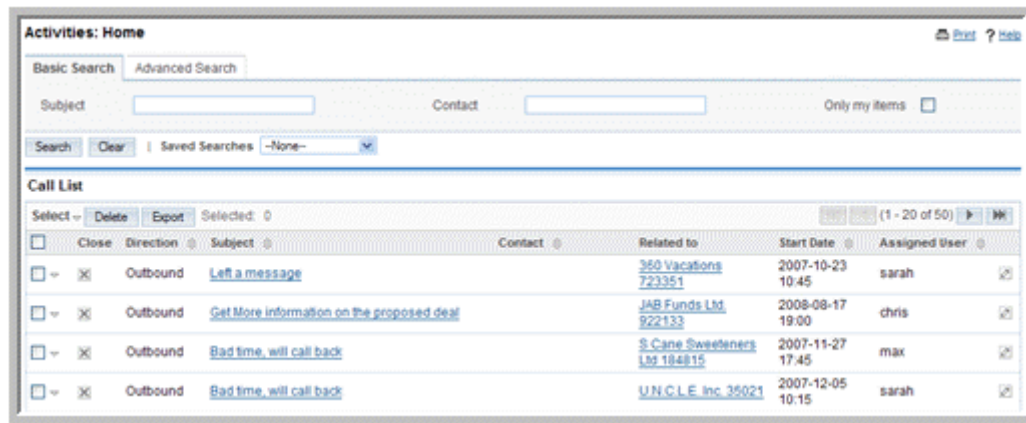 Activities: Home
Print ? Help
Basic Search Advanced Search
Subject Contact Only my items
Search Clear | Saved Searches --None--
Call List
Select Delete Export Selected: 0 (1 - 20 of 50)
Close Direction Subject Contact Related to Start Date Assigned User
Outbound Left a message 360 Vacations 723351 2007-10-23 10:45 sarah
Outbound Get More information on the proposed deal JAB Funds Ltd. 922133 2008-08-17 19:00 chris
Outbound Bad time, will call back S Cane Sweeteners Ltd 184815 2007-11-27 17:45 max
Outbound Bad time, will call back U.N.C.L.E. Inc. 35021 2007-12-05 10:15 sarah